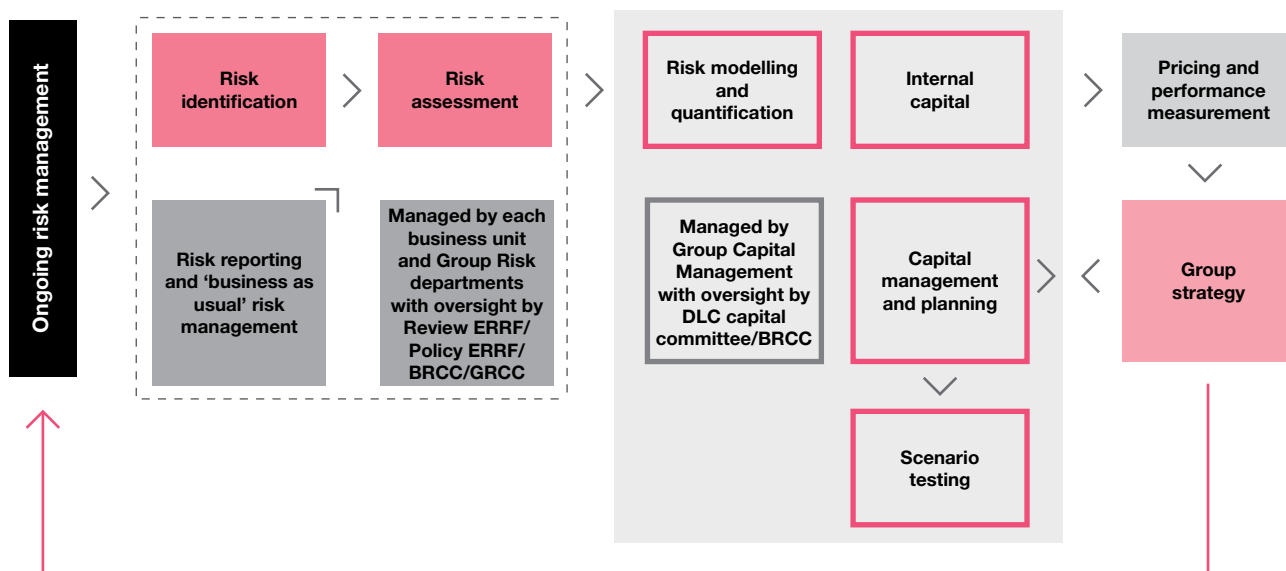 Ongoing risk management
Risk
identification
Risk
assessment
Risk modelling
and
quantification
Internal
capital
Pricing and
performance
measurement
Risk reporting
and ‘business as
usual’ risk
management
Managed by each
business unit
and Group Risk
departments
with oversight by
Review ERRF/
Policy ERRF/
BRCC/GRCC
Managed by
Group Capital
Management
with oversight by
DLC capital
committee/BRCC
Capital
management
and planning
Group
strategy
Scenario
testing